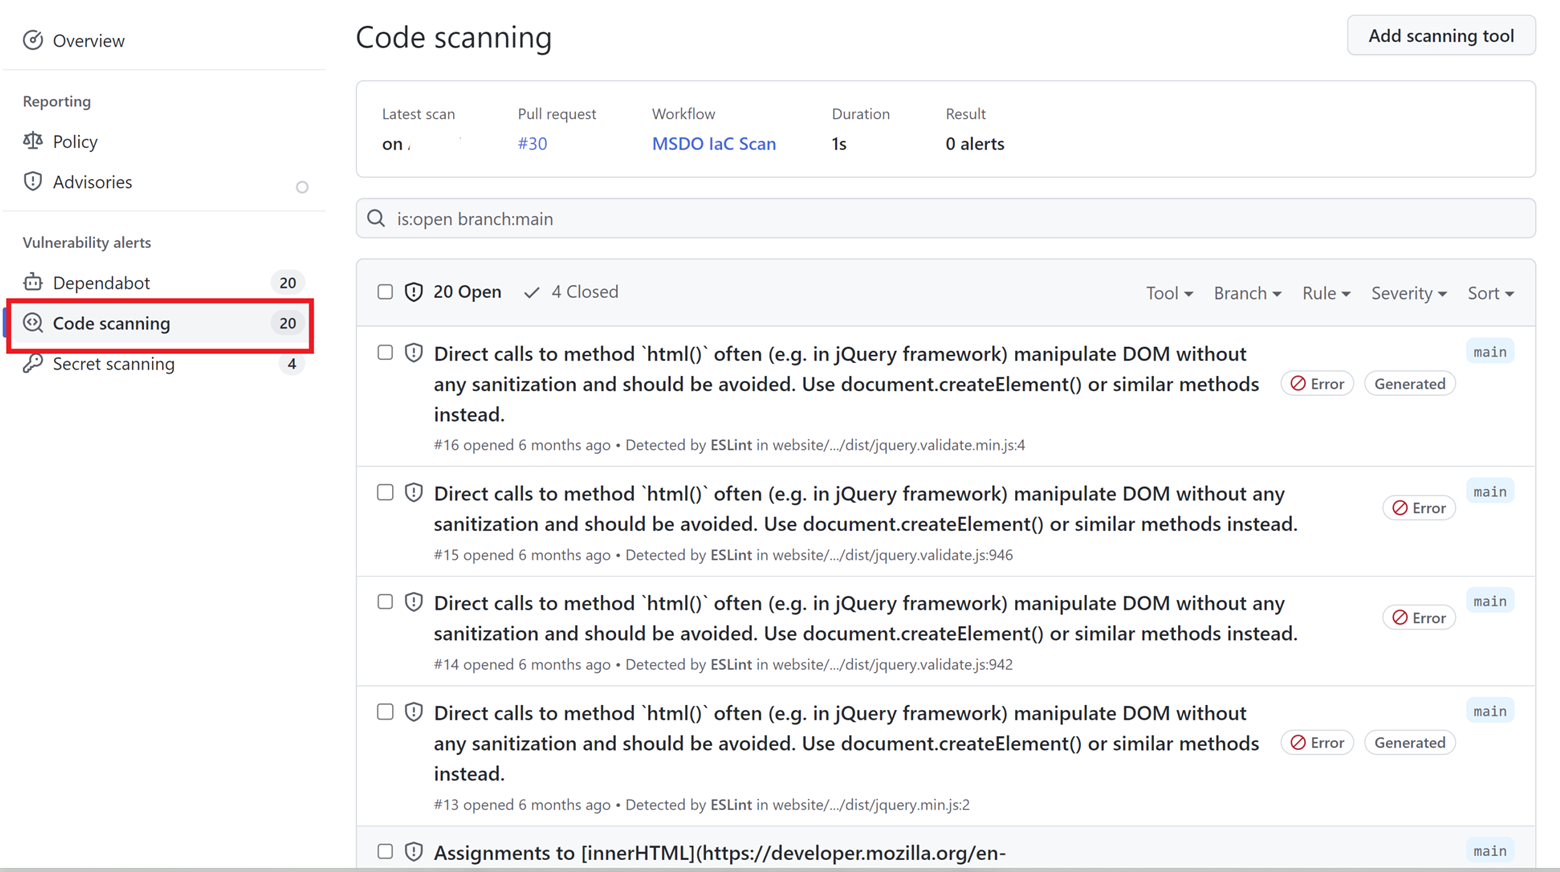 Overview
Reporting
Policy
Advisories
Vulnerability alerts
Dependabot 20
Code scanning 20
Secret scanning 4
Code scanning
Add scanning tool
Latest scan Pull request Workflow Duration Result
on #30 MSDO IaC Scan 1s 0 alerts
is:open branch:main
20 Open 4 Closed Tool Branch Rule Severity Sort
Direct calls to method `html()` often (e.g. in jQuery framework) manipulate DOM without main
any sanitization and should be avoided. Use document.createElement() or similar methods Error Generated
instead.
#16 opened 6 months ago • Detected by ESLint in website/.../dist/jquery.validate.min.js:4
Direct calls to method `html()` often (e.g. in jQuery framework) manipulate DOM without any main
sanitization and should be avoided. Use document.createElement() or similar methods instead. Error
#15 opened 6 months ago • Detected by ESLint in website/.../dist/jquery.validate.js:946
Direct calls to method `html()` often (e.g. in jQuery framework) manipulate DOM without any main
sanitization and should be avoided. Use document.createElement() or similar methods instead. Error
#14 opened 6 months ago • Detected by ESLint in website/.../dist/jquery.validate.js:942
Direct calls to method `html()` often (e.g. in jQuery framework) manipulate DOM without main
any sanitization and should be avoided. Use document.createElement() or similar methods Error Generated
instead.
#13 opened 6 months ago • Detected by ESLint in website/.../dist/jquery.min.js:2
Assignments to [innerHTML](https://developer.mozilla.org/en- main